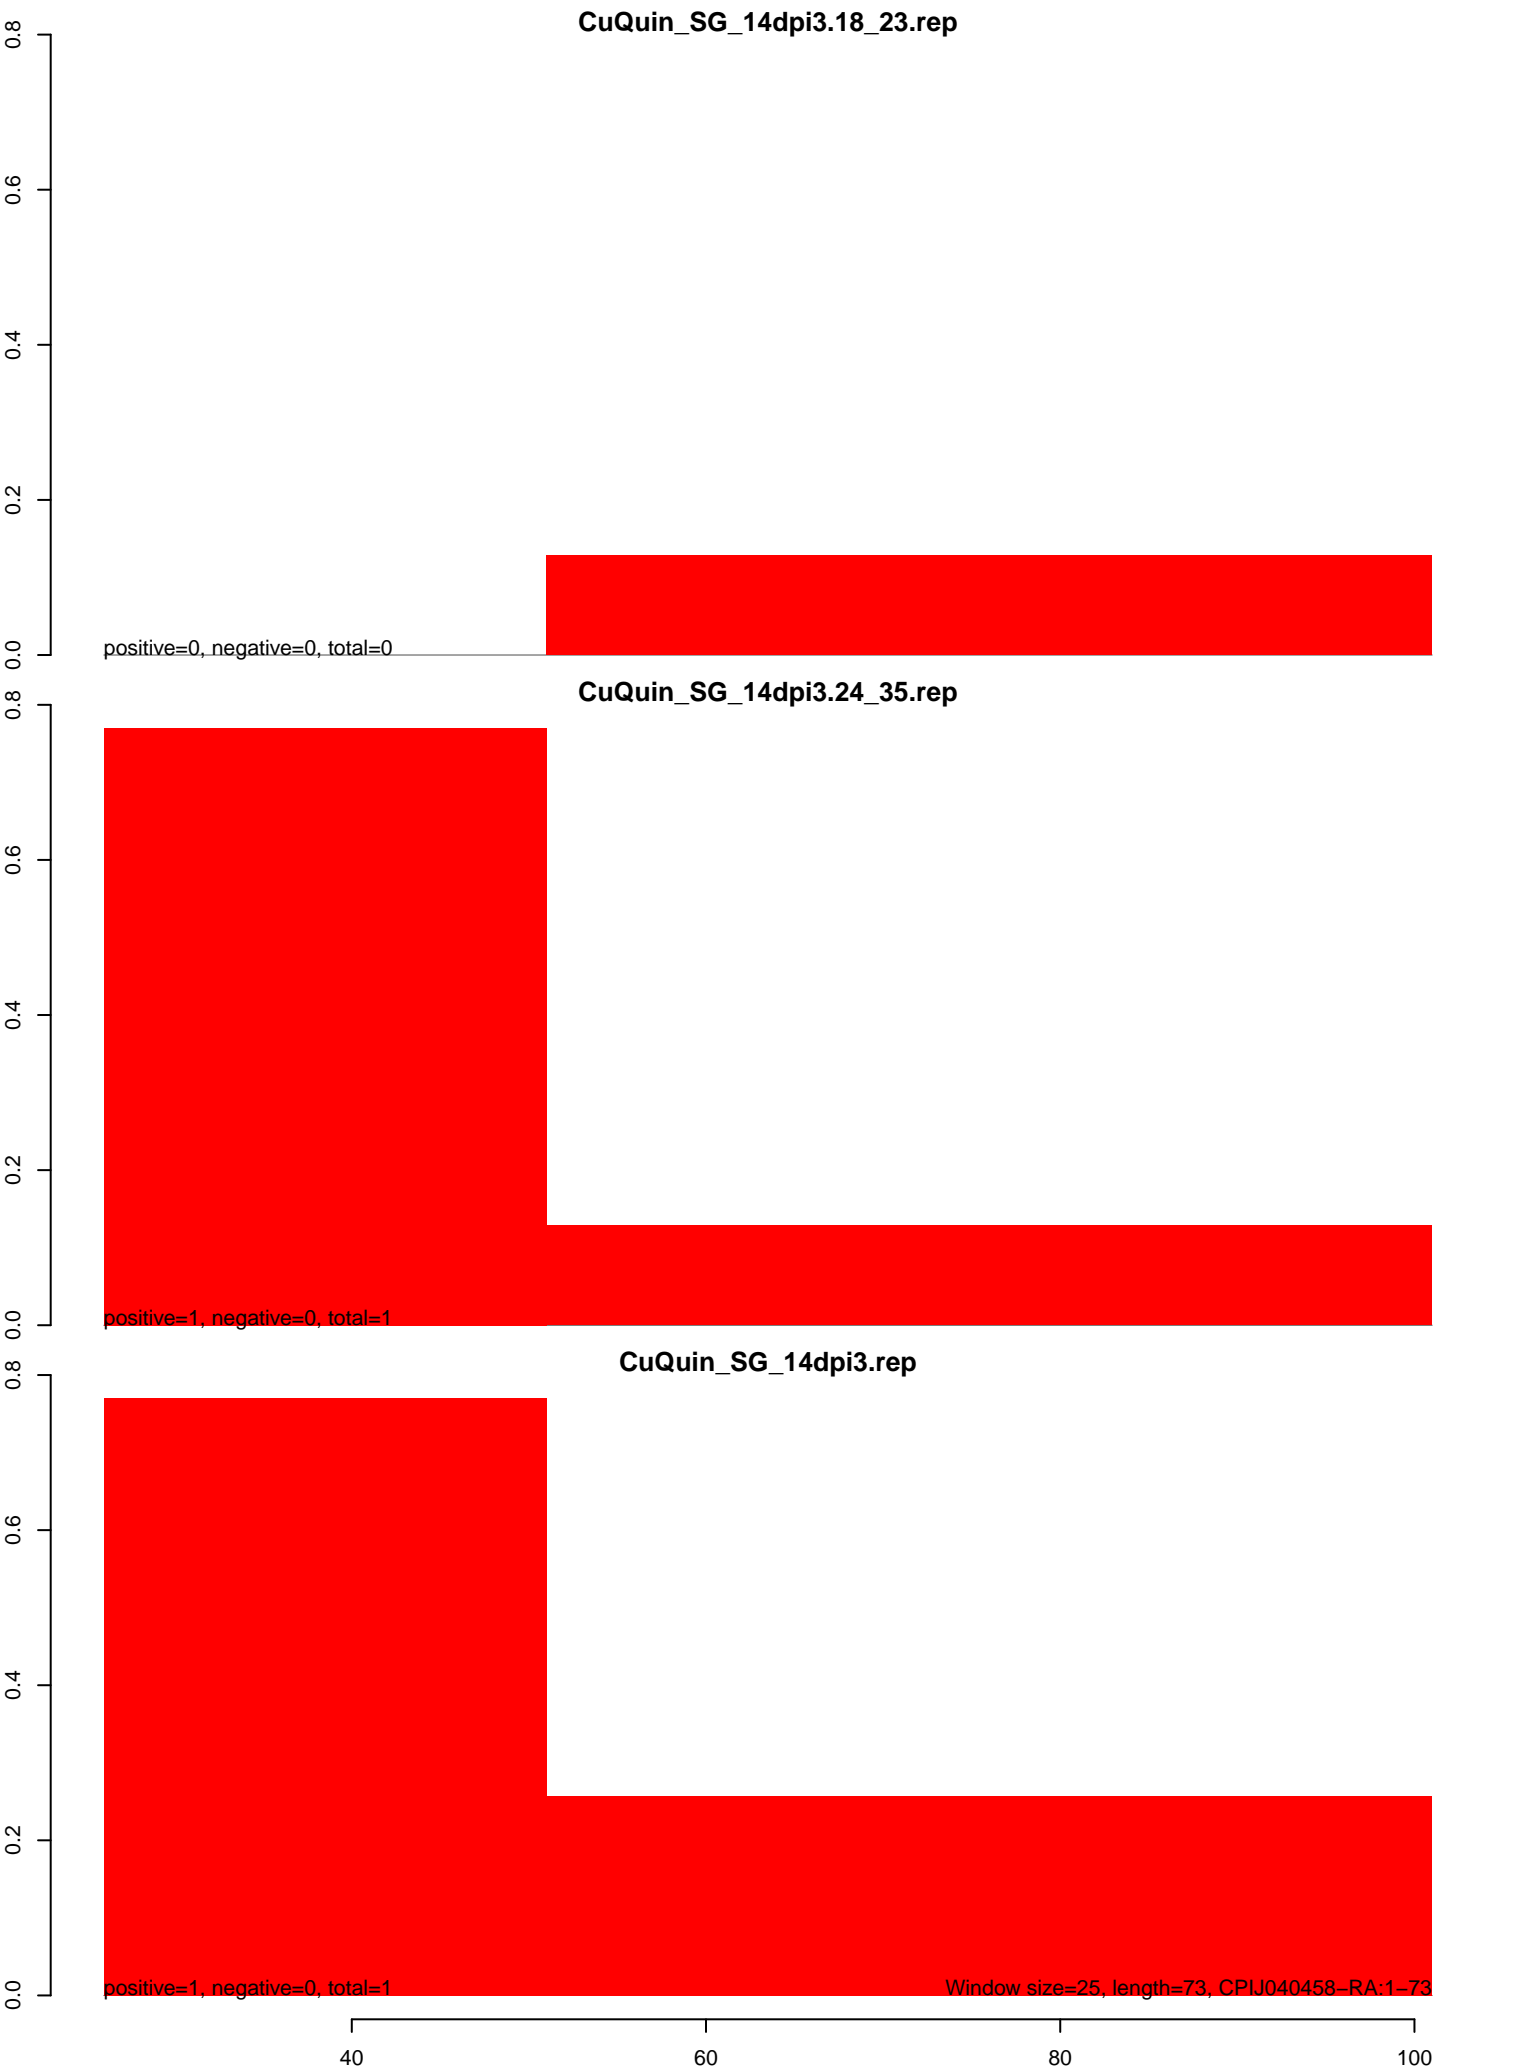 CuQuin_SG_14dpi3.18_23.rep
0.8
0.6
0.4
0.2
0.0
positive=0, negative=0, total=0
CuQuin_SG_14dpi3.24_35.rep
0.8
0.6
0.4
0.2
0.0
positive=1, negative=0, total=1
CuQuin_SG_14dpi3.rep
0.8
0.6
0.4
0.2
0.0
positive=1, negative=0, total=1
Window size=25, length=73, CPIJ040458−RA:1−73
40 60 80 100